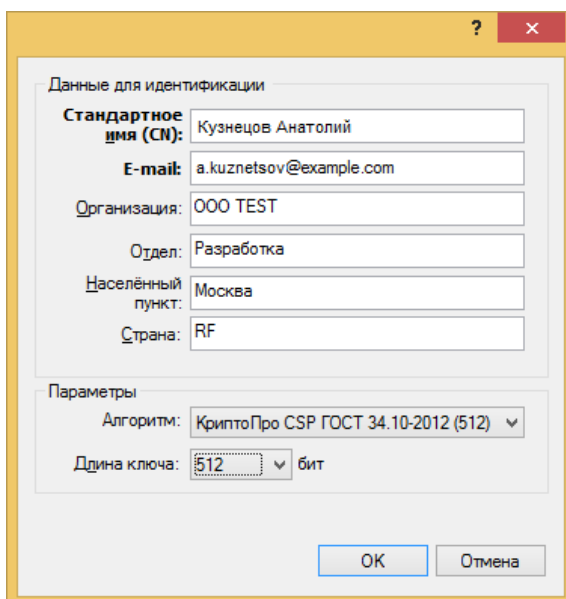 ?
×
Данные для идентификации
Стандартное
имя (CN):
Кузнецов Анатолий
E-mail:
a.kuznetsov@example.com
Организация:
ООО TEST
Отдел:
Разработка
Населённый
пункт:
Москва
Страна:
RF
Параметры
Алгоритм:
КриптоПро CSP ГОСТ 34.10-2012 (512)
Длина ключа:
512
бит
OK
Отмена